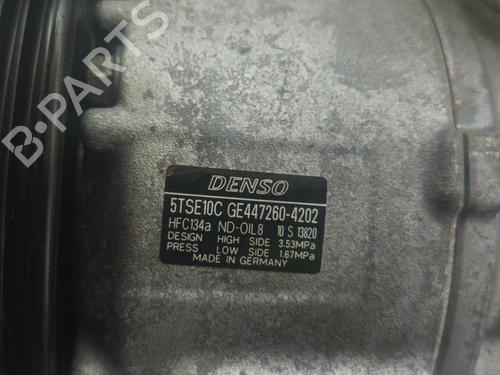 B-PARTS
DENSO
5TSE10C GE447260-4202
HFC134a ND-OIL8 10 S 13820
DESIGN HIGH SIDE 3.53MPa
PRESS LOW SIDE 1.67MPa
MADE IN GERMANY